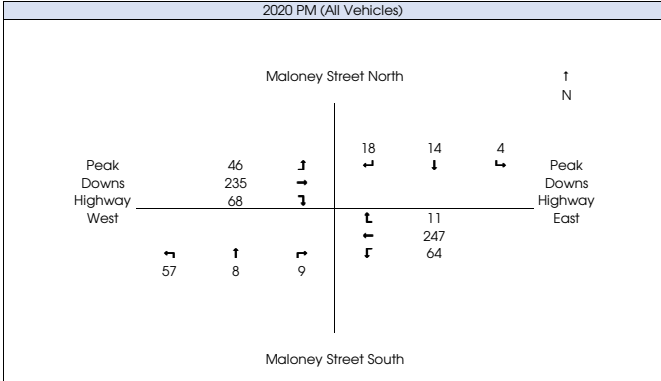 2020 PM (All Vehicles)
Maloney Street North
↑
N
18 14 4
Peak 46 Peak
Downs 235 → Downs
Highway 68 Highway
West 11 East
← 247
64
↑
57 8 9
Maloney Street South